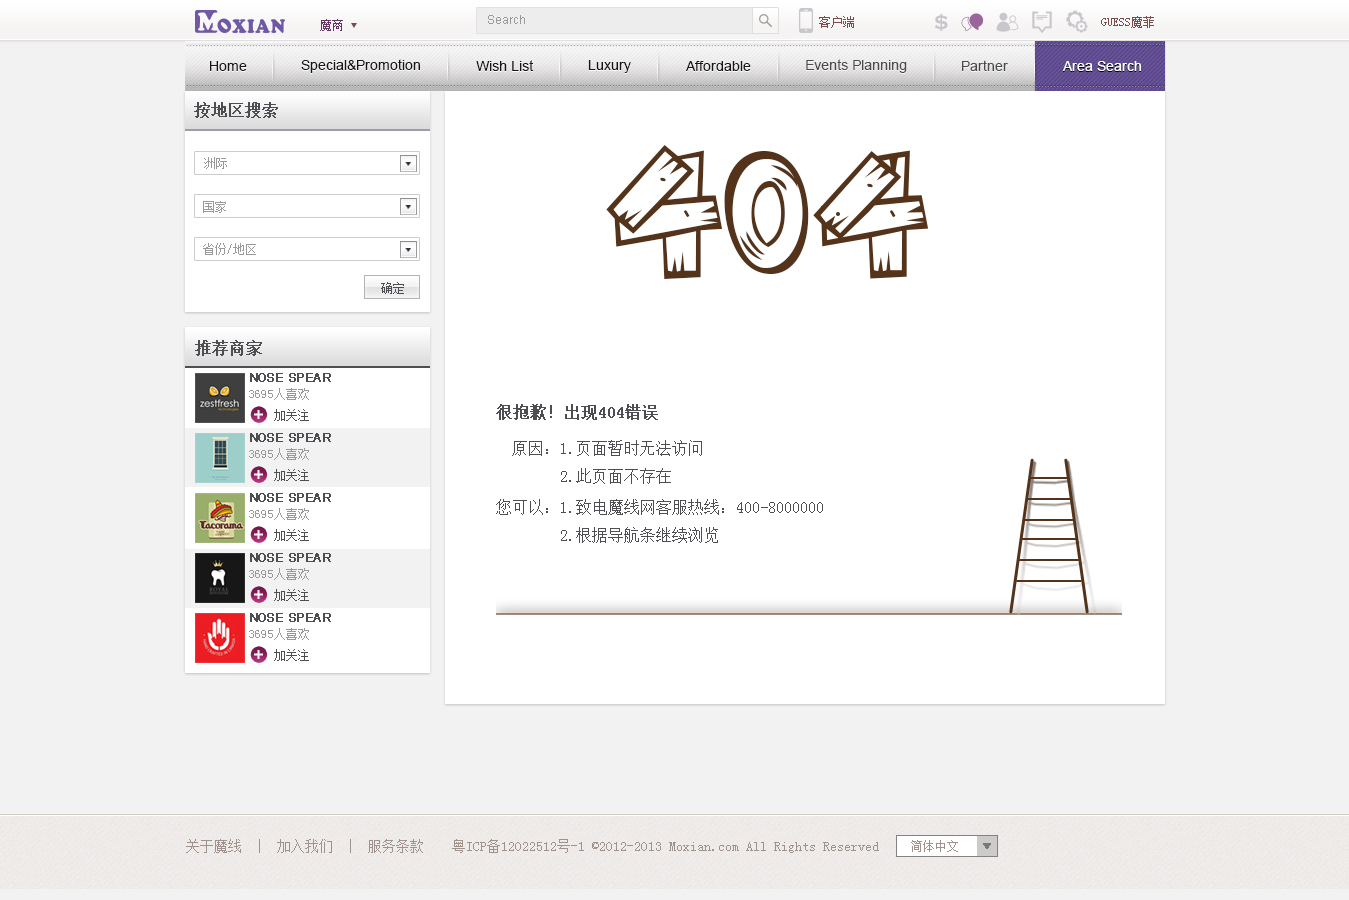 MOXIAN 魔商 Search 客户端 $ GUESS魔菲
Home Special&Promotion Wish List Luxury Affordable Events Planning Partner Area Search
按地区搜索
洲际
国家
省份/地区
确定
404
很抱歉！出现404错误
原因：1.页面暂时无法访问
2.此页面不存在
您可以：1.致电魔线网客服热线：400-8000000
2.根据导航条继续浏览
推荐商家
zestfresh
NOSE SPEAR
3695人喜欢
加关注
NOSE SPEAR
3695人喜欢
加关注
Tacorama
NOSE SPEAR
3695人喜欢
加关注
ROYAL
NOSE SPEAR
3695人喜欢
加关注
NOSE SPEAR
3695人喜欢
加关注
关于魔线 | 加入我们 | 服务条款 粤ICP备12022512号-1 ©2012-2013 Moxian.com All Rights Reserved 简体中文